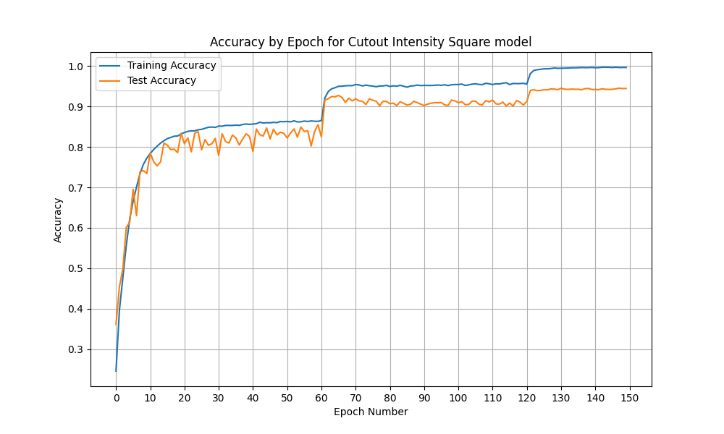 Accuracy by Epoch for Cutout Intensity Square model
Training Accuracy
Test Accuracy
1.0
0.9
0.8
0.7
0.6
0.5
0.4
0.3
Accuracy
0 10 20 30 40 50 60 70 80 90 100 110 120 130 140 150
Epoch Number